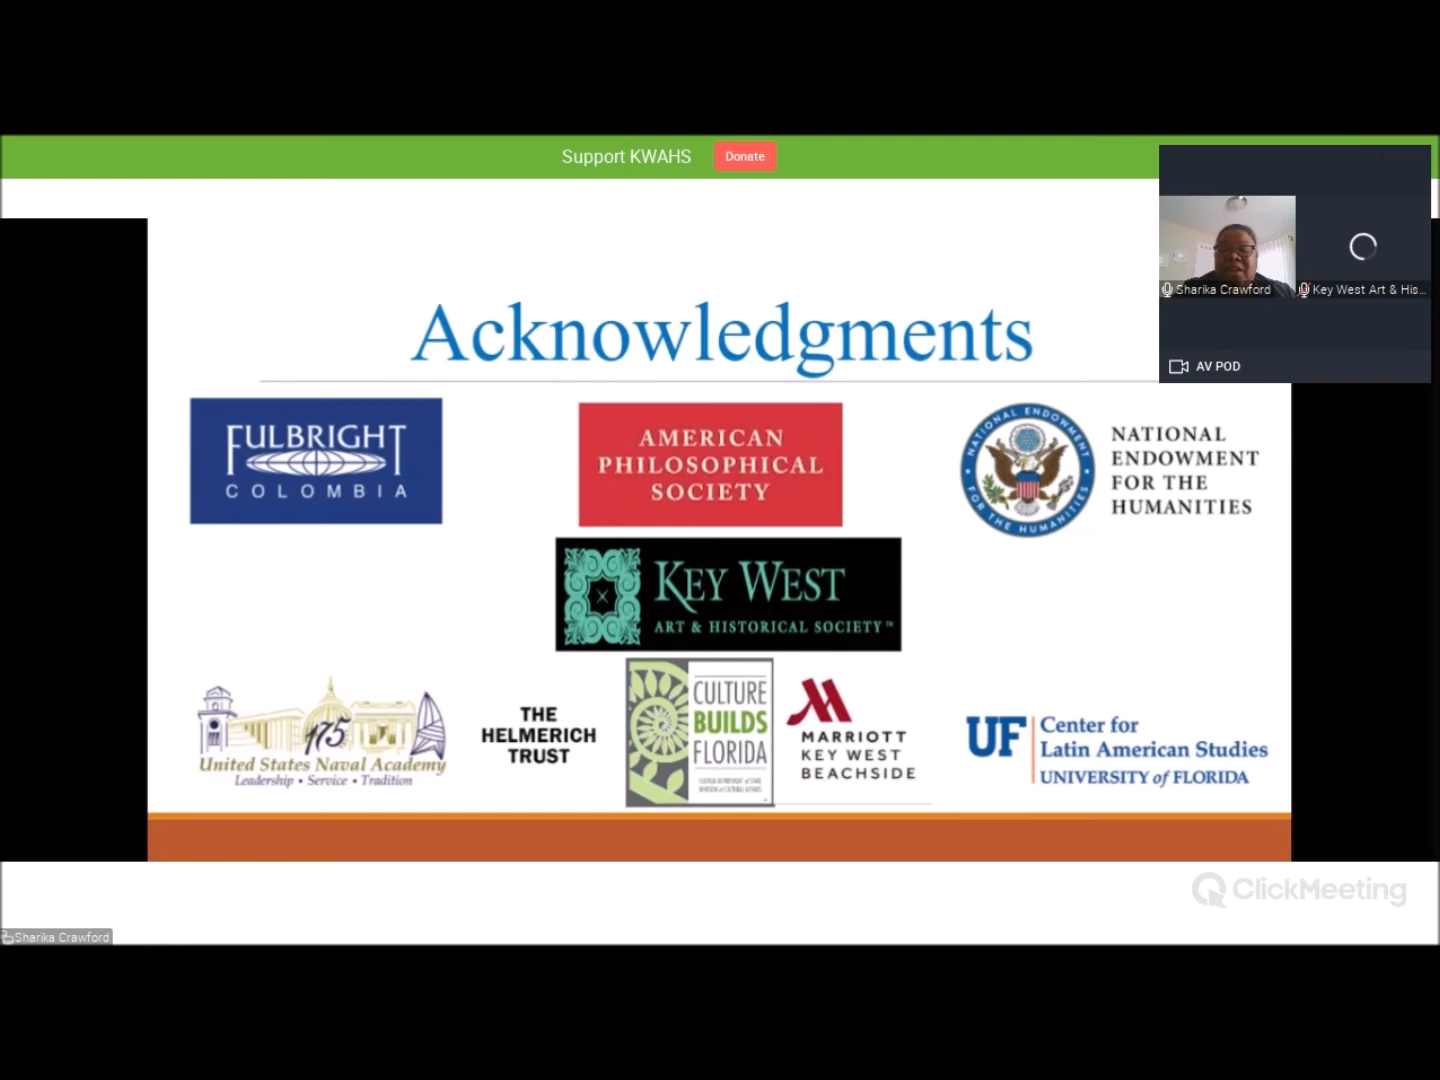 Support KWAHS
Donate
Sharika Crawford
Key West Art & His...
AV POD
Acknowledgments
FULBRIGHT
COLOMBIA
AMERICAN
PHILOSOPHICAL
SOCIETY
NATIONAL ENDOWMENT
FOR THE HUMANITIES
NATIONAL
ENDOWMENT
FOR THE
HUMANITIES
KEY WEST
ART & HISTORICAL SOCIETY™
175
United States Naval Academy
Leadership • Service • Tradition
THE
HELMERICH
TRUST
CULTURE
BUILDS
FLORIDA
MARRIOTT
KEY WEST
BEACHSIDE
UF
Center for
Latin American Studies
UNIVERSITY of FLORIDA
ClickMeeting
Sharika Crawford